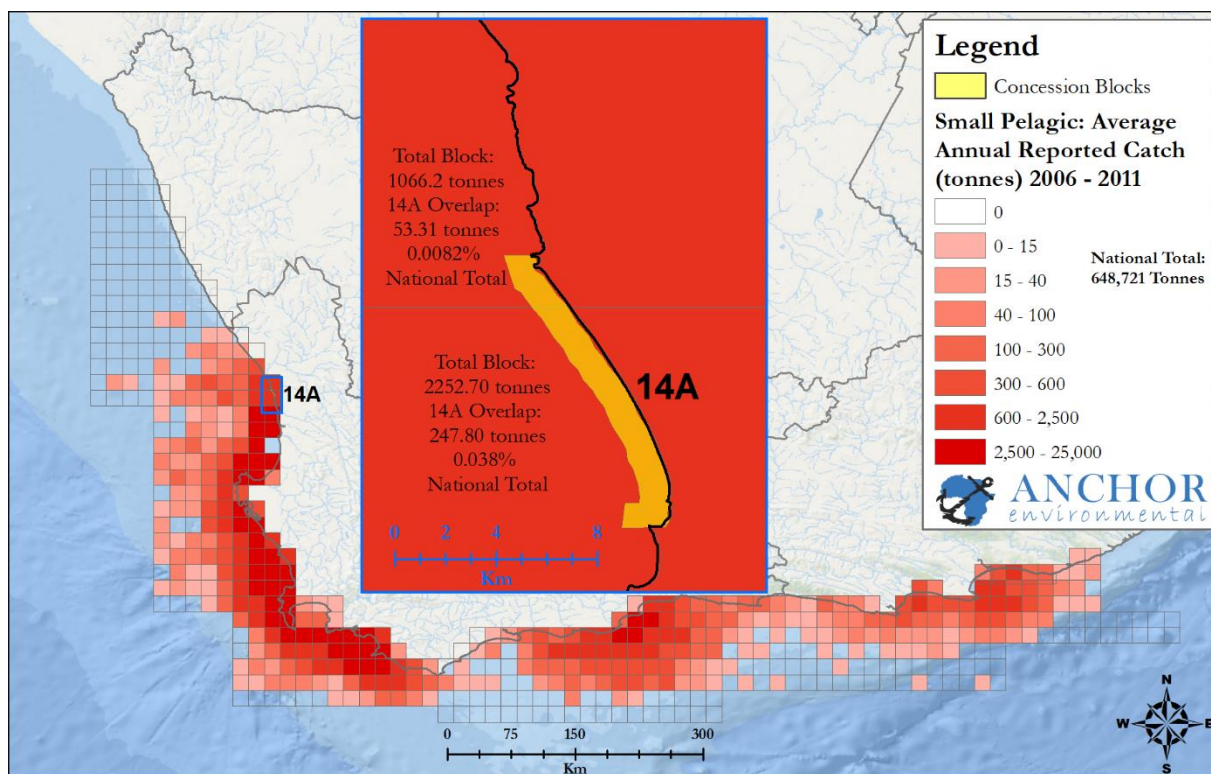 Total Block:
1066.2 tonnes
14A Overlap:
53.31 tonnes
0.0082%
National Total
Total Block:
2252.70 tonnes
14A Overlap:
247.80 tonnes
0.038%
National Total
14A
0 2 4 8
Km
14A
Legend
Concession Blocks
Small Pelagic: Average
Annual Reported Catch
(tonnes) 2006 - 2011
0
0 - 15
15 - 40
40 - 100
100 - 300
300 - 600
600 - 2,500
2,500 - 25,000
National Total:
648,721 Tonnes
ANCHOR
environmental
0 75 150 300
Km
N
W E
S